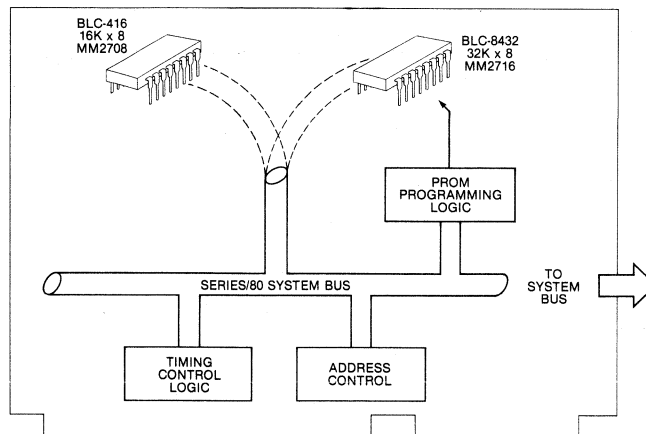 BLC-416
16K x 8
MM2708
BLC-8432
32K x 8
MM2716
PROM
PROGRAMMING
LOGIC
SERIES/80 SYSTEM BUS
TO
SYSTEM
BUS
TIMING
CONTROL
LOGIC
ADDRESS
CONTROL